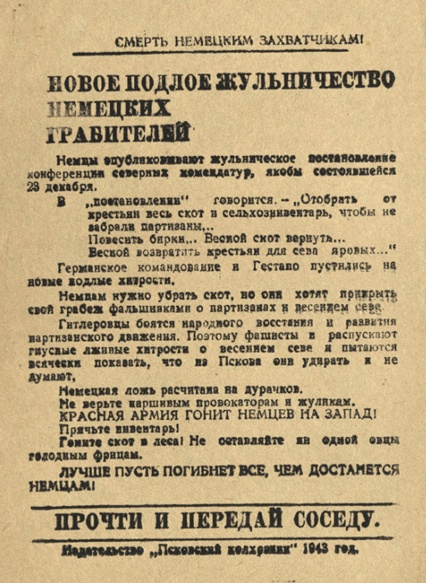 СМЕРТЬ НЕМЕЦКИМ ЗАХВАТЧИКАМ!
НОВОЕ ПОДЛОЕ ЖУЛЬНИЧЕСТВО
НЕМЕЦКИХ
ГРАБИТЕЛЕЙ
Немцы опубликовывают жульническое постановление
конференции северных комендатур, якобы состоявшейся
23 декабря.
В „постановлении" говорится. – „Отобрать от
крестьян весь скот и сельхозинвентарь, чтобы не
забрали партизаны,..
Повесить бирки... Весной скот вернуть...
Весной возвратить крестьян для сева яровых..."
Германское командование и Гестапо пустились на
новые подлые хитрости.
Немцам нужно убрать скот, но они хотят прикрыть
свой грабеж фальшивками о партизанах и весеннем севе.
Гитлеровцы боятся народного восстания и развития
партизанского движения. Поэтому фашисты и распускают
гнусные лживые хитрости о весеннем севе и пытаются
всячески показать, что из Пскова они удирать и не
думают,
Немецкая ложь расчитана на дурачков.
Не верьте паршивым провокаторам и жуликам.
КРАСНАЯ АРМИЯ ГОНИТ НЕМЦЕВ НА ЗАПАД!
Прячьте инвентарь!
Гоните скот в леса! Не оставляйте ни одной овцы
голодным фрицам.
ЛУЧШЕ ПУСТЬ ПОГИБНЕТ ВСЕ, ЧЕМ ДОСТАНЕТСЯ
НЕМЦАМ!
ПРОЧТИ И ПЕРЕДАЙ СОСЕДУ.
Издательство „Псковский колхозник" 1943 год.